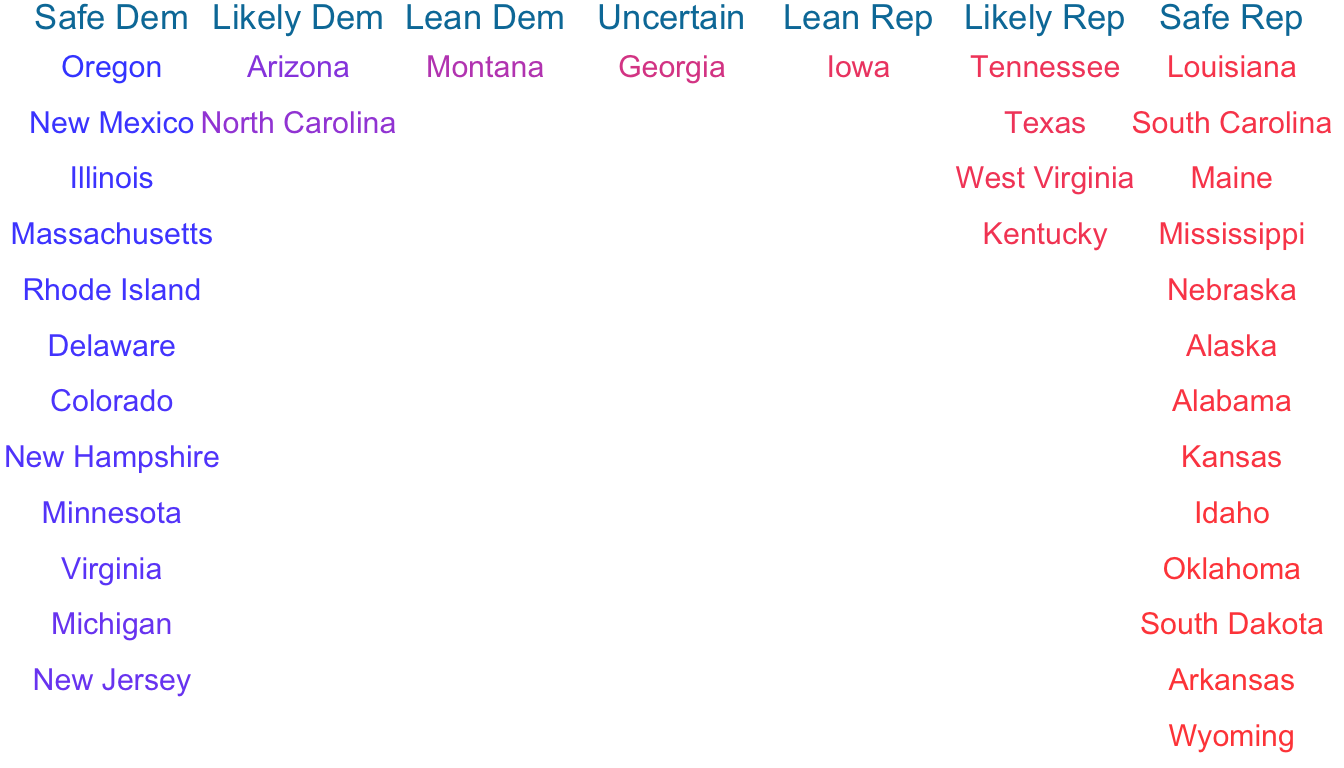 Safe Dem Likely Dem Lean Dem Uncertain Lean Rep Likely Rep Safe Rep
Oregon Arizona Montana Georgia Iowa Tennessee Louisiana
New Mexico North Carolina Texas South Carolina
Illinois West Virginia Maine
Massachusetts Kentucky Mississippi
Rhode Island Nebraska
Delaware Alaska
Colorado Alabama
New Hampshire Kansas
Minnesota Idaho
Virginia Oklahoma
Michigan South Dakota
New Jersey Arkansas
Wyoming